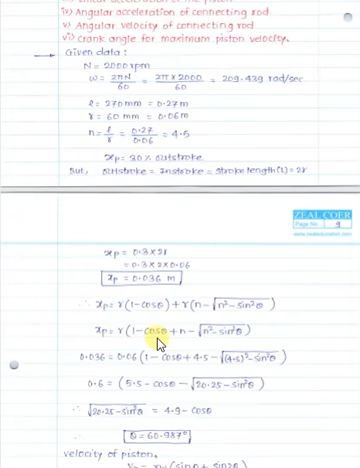 iv) Angular acceleration of connecting rod
v) Angular velocity of connecting rod
vi) Crank angle for maximum piston velocity.
→ Given data:
N = 2000 rpm
ω = 2πN/60 = 2π×2000/60 = 209.439 rad/sec
l = 270 mm = 0.27 m
r = 60 mm = 0.06 m
n = l/r = 0.27/0.06 = 4.5
xp = 30% outstroke
But, outstroke = Instroke = stroke length (L) = 2r
ZEAL COER
Page No. 9
xp = 0.3 × 2r
= 0.3×2×0.06
xp = 0.036 m
∴ xp = r (1 - cosθ) + r (n - √n² - sin²θ
xp = r (1 - cosθ + n - √n² - sin²θ)
0.036 = 0.06 (1 - cosθ + 4.5 - √(4.5)² - sin²θ)
0.6 = (5.5 - cosθ - √20.25 - sin²θ)
∴ √20.25 - sin²θ = 4.9 - cosθ
∴ θ = 60.987°
velocity of piston,